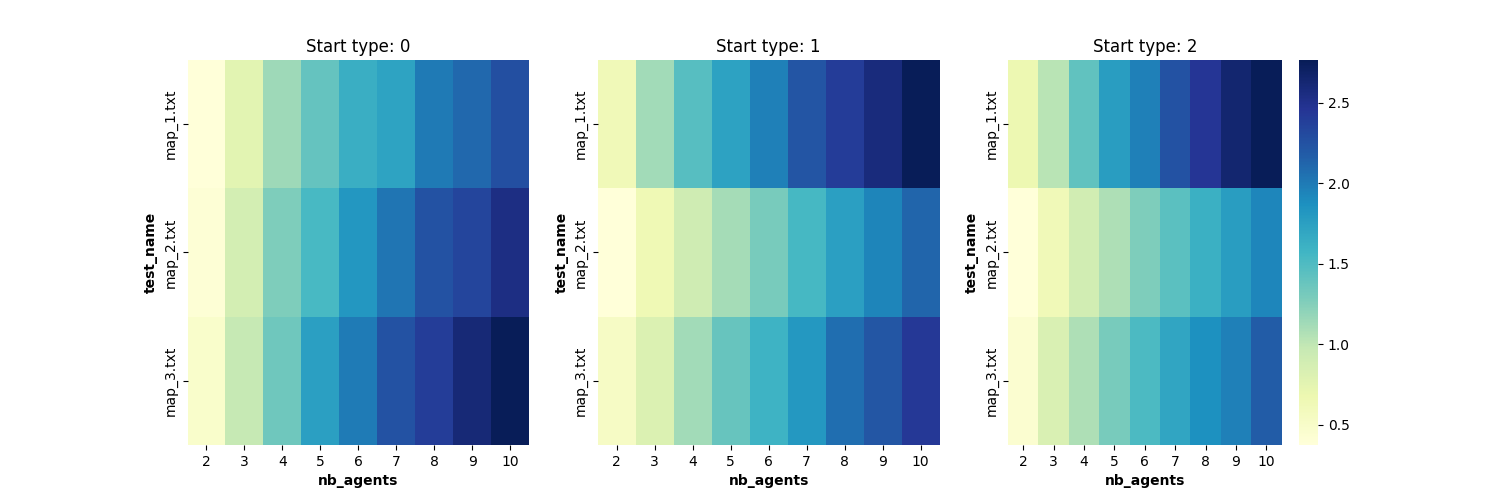 Start type: 0
test_name
map_1.txt
map_2.txt
map_3.txt
2 3 4 5 6 7 8 9 10
nb_agents
Start type: 1
test_name
map_1.txt
map_2.txt
map_3.txt
2 3 4 5 6 7 8 9 10
nb_agents
Start type: 2
test_name
map_1.txt
map_2.txt
map_3.txt
2 3 4 5 6 7 8 9 10
nb_agents
2.5
2.0
1.5
1.0
0.5